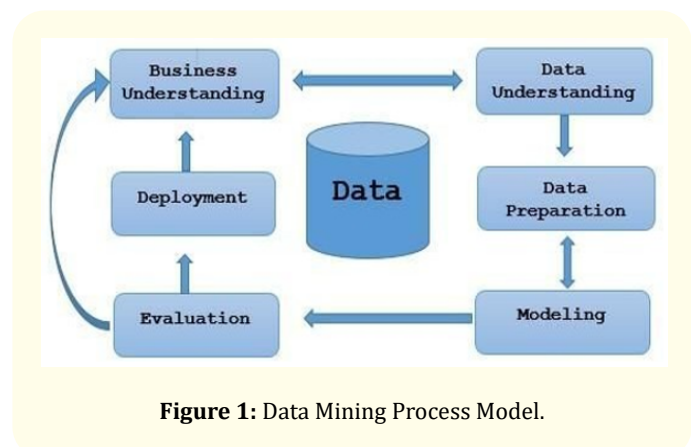 Business
Understanding
Data
Understanding
Deployment
Data
Data
Preparation
Evaluation
Modeling
Figure 1: Data Mining Process Model.